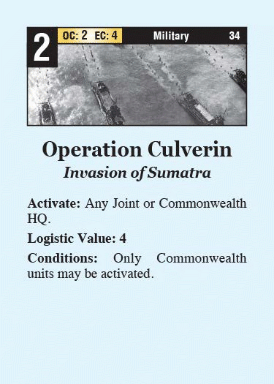 2 OC: 2 EC: 4 Military 34
Operation Culverin
Invasion of Sumatra
Activate: Any Joint or Commonwealth
HQ.
Logistic Value: 4
Conditions: Only Commonwealth
units may be activated.